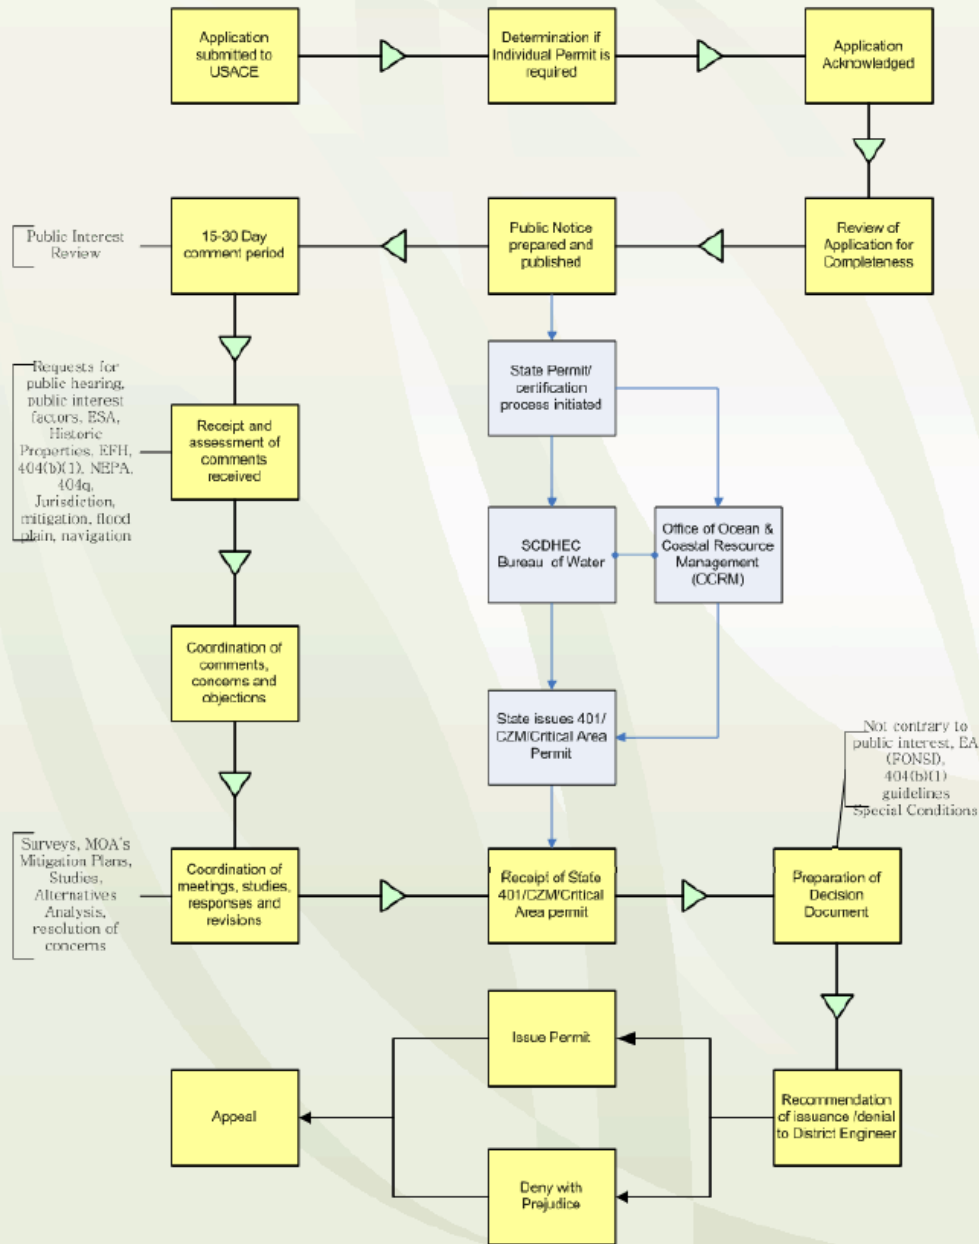 Application
submitted to
USACE
Determination if
Individual Permit is
required
Application
Acknowledged
Public Interest
Review
15-30 Day
comment period
Public Notice
prepared and
published
Review of
Application for
Completeness
Requests for
public hearing,
public interest
factors, ESA,
Historic
Properties, EFH,
404(b)(1), NEPA,
404q,
Jurisdiction,
mitigation, flood
plain, navigation
Receipt and
assessment of
comments
received
State Permit/
certification
process initiated
SCDHEC
Bureau of Water
Office of Ocean &
Coastal Resource
Management
(OCRM)
Coordination of
comments,
concerns and
objections
State issues 401/
CZM/Critical Area
Permit
Not contrary to
public interest, EA
(FONSI),
404(b)(1)
guidelines
Special Conditions
Surveys, MOA's
Mitigation Plans,
Studies,
Alternatives
Analysis,
resolution of
concerns
Coordination of
meetings, studies,
responses and
revisions
Receipt of State
401/CZM/Critical
Area permit
Preparation of
Decision
Document
Issue Permit
Appeal
Recommendation
of issuance /denial
to District Engineer
Deny with
Prejudice